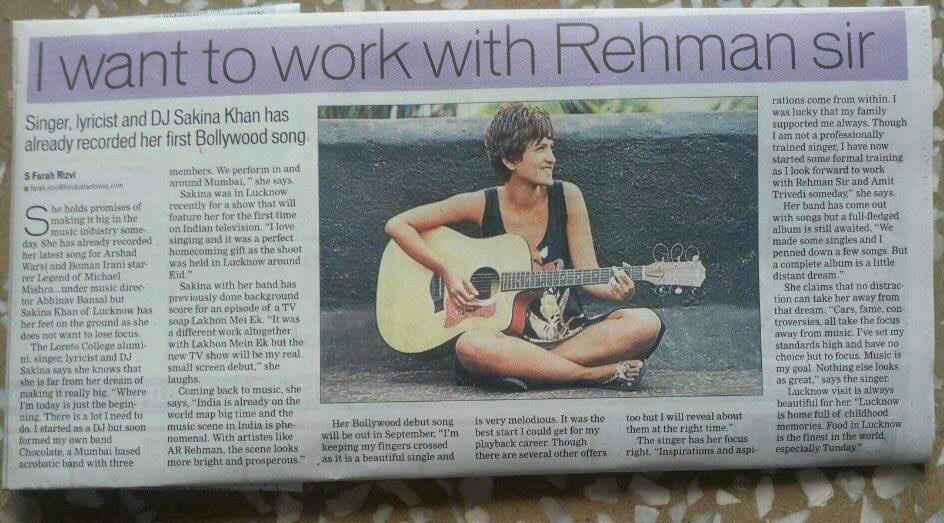 I want to work with Rehman sir
Singer, lyricist and DJ Sakina Khan has
already recorded her first Bollywood song
S Farah Rizvi
farah.rizvi@hindustantimes.com
She holds promises of
making it big in the
music industry some-
day. She has already recorded
her latest song for Arshad
Warsi and Boman Irani star-
rer Legend of Michael
Mishra...under music direc-
tor Abhinav Bansal but
Sakina Khan of Lucknow has
her feet on the ground as she
does not want to lose focus.
The Loreto College alum-
ni, singer, lyricist and DJ
Sakina says she knows that
she is far from her dream of
making it really big. "Where
I'm today is just the begin-
ning. There is a lot I need to
do. I started as a DJ but soon
formed my own band
Chocolate, a Mumbai based
acrobatic band with three
members. We perform in and
around Mumbai, " she says.
Sakina was in Lucknow
recently for a show that will
feature her for the first time
on Indian television. "I love
singing and it was a perfect
homecoming gift as the shoot
was held in Lucknow around
Eid."
Sakina with her band has
previously done background
score for an episode of a TV
soap Lakhon Mei Ek. "It was
a different work altogether
with Lakhon Mein Ek but the
new TV show will be my real
small screen debut," she
laughs.
Coming back to music, she
says, "India is already on the
world map big time and the
music scene in India is phe-
nomenal. With artistes like
AR Rehman, the scene looks
more bright and prosperous."
Her Bollywood debut song
will be out in September, "I'm
keeping my fingers crossed
as it is a beautiful single and
is very melodious. It was the
best start I could get for my
playback career. Though
there are several other offers
too but I will reveal about
them at the right time."
The singer has her focus
right. "Inspirations and aspi-
rations come from within. I
was lucky that my family
supported me always. Though
I am not a professionally
trained singer, I have now
started some formal training
as I look forward to work
with Rehman Sir and Amit
Trivedi someday," she says.
Her band has come out
with songs but a full-fledged
album is still awaited, "We
made some singles and I
penned down a few songs. But
a complete album is a little
distant dream."
She claims that no distrac-
tion can take her away from
that dream. "Cars, fame, con-
troversies, all take the focus
away from music. I've set my
standards high and have no
choice but to focus. Music is
my goal. Nothing else looks
as great," says the singer.
Lucknow visit is always
beautiful for her. "Lucknow
is home full of childhood
memories. Food in Lucknow
is the finest in the world,
especially Tunday."